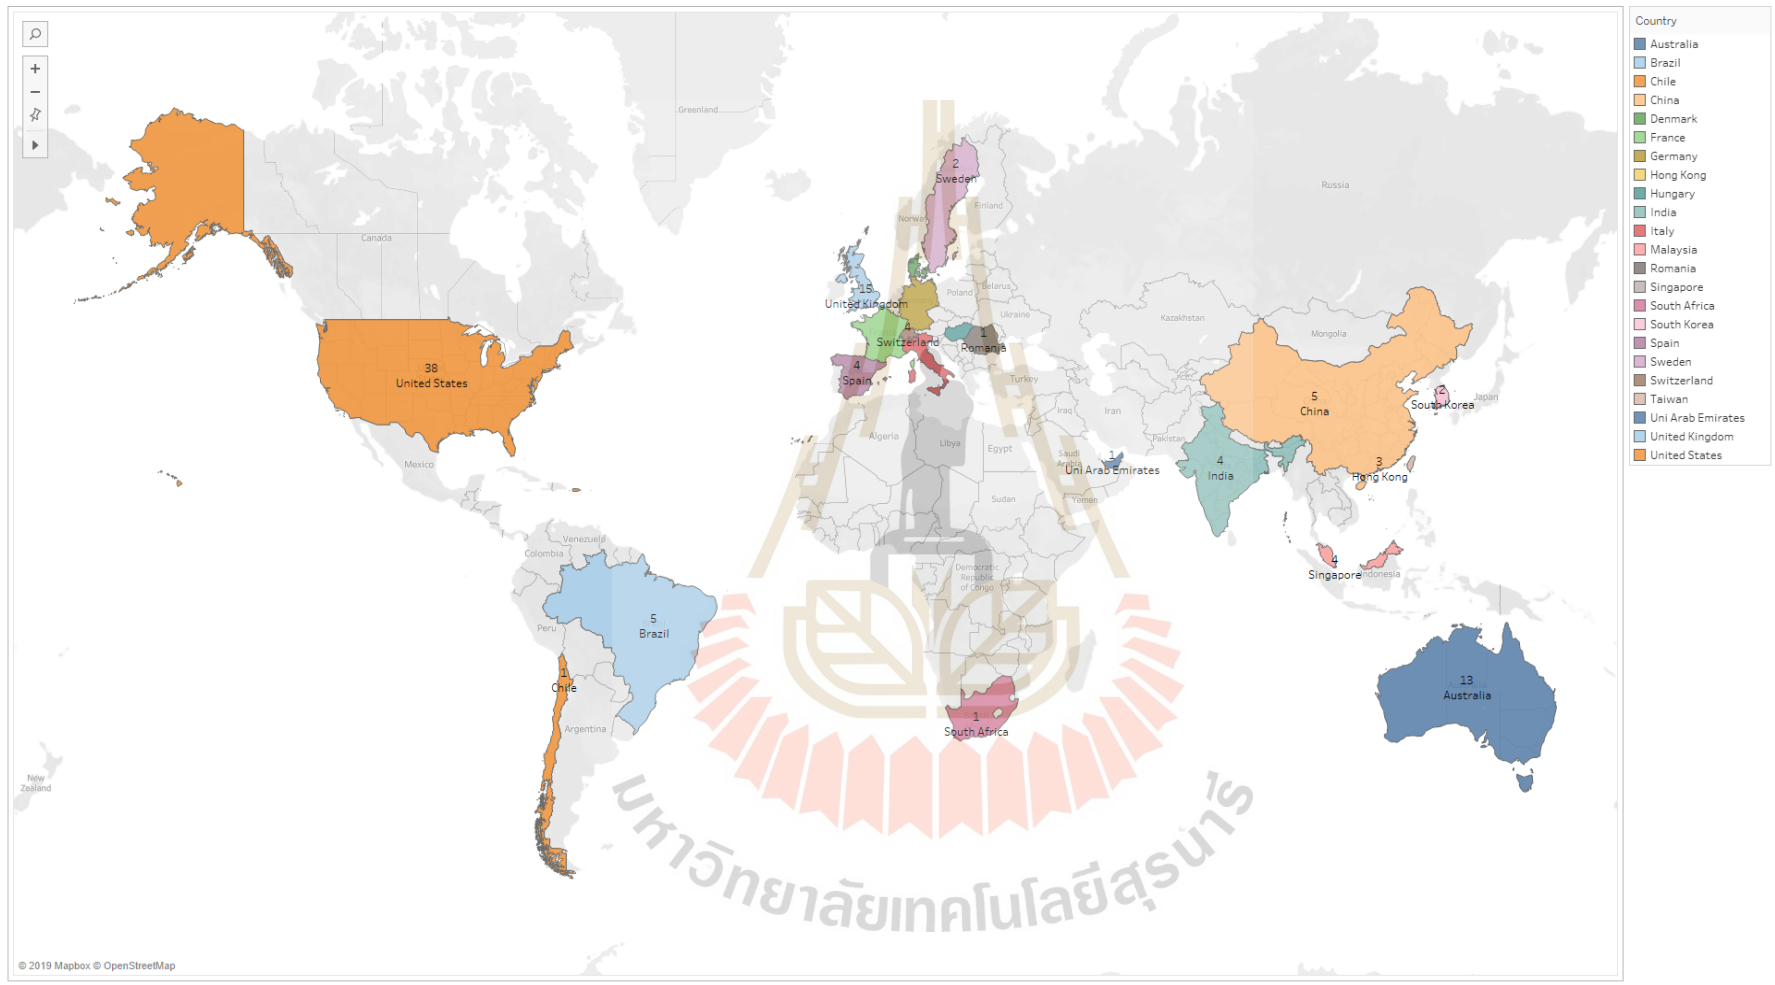 Greenland
Russia
2
Sweden
Finland
Norway
Canada
15
United Kingdom
Poland
Belarus
Ukraine
Kazakhstan
Mongolia
4
Switzerland
1
Romania
38
United States
4
Spain
Turkey
5
China
2
South Korea
Japan
Iraq
Iran
Algeria
Libya
Egypt
Saudi
Arabia
Pakistan
1
Uni Arab Emirates
4
India
3
Hong Kong
Mexico
Sudan
Yemen
Venezuela
Colombia
4
Singapore
Indonesia
Democratic
Republic
of Congo
5
Brazil
Peru
1
Chile
Argentina
1
South Africa
13
Australia
New
Zealand
มหาวิทยาลัยเทคโนโลยีสุรนารี
© 2019 Mapbox © OpenStreetMap
Country
Australia
Brazil
Chile
China
Denmark
France
Germany
Hong Kong
Hungary
India
Italy
Malaysia
Romania
Singapore
South Africa
South Korea
Spain
Sweden
Switzerland
Taiwan
Uni Arab Emirates
United Kingdom
United States